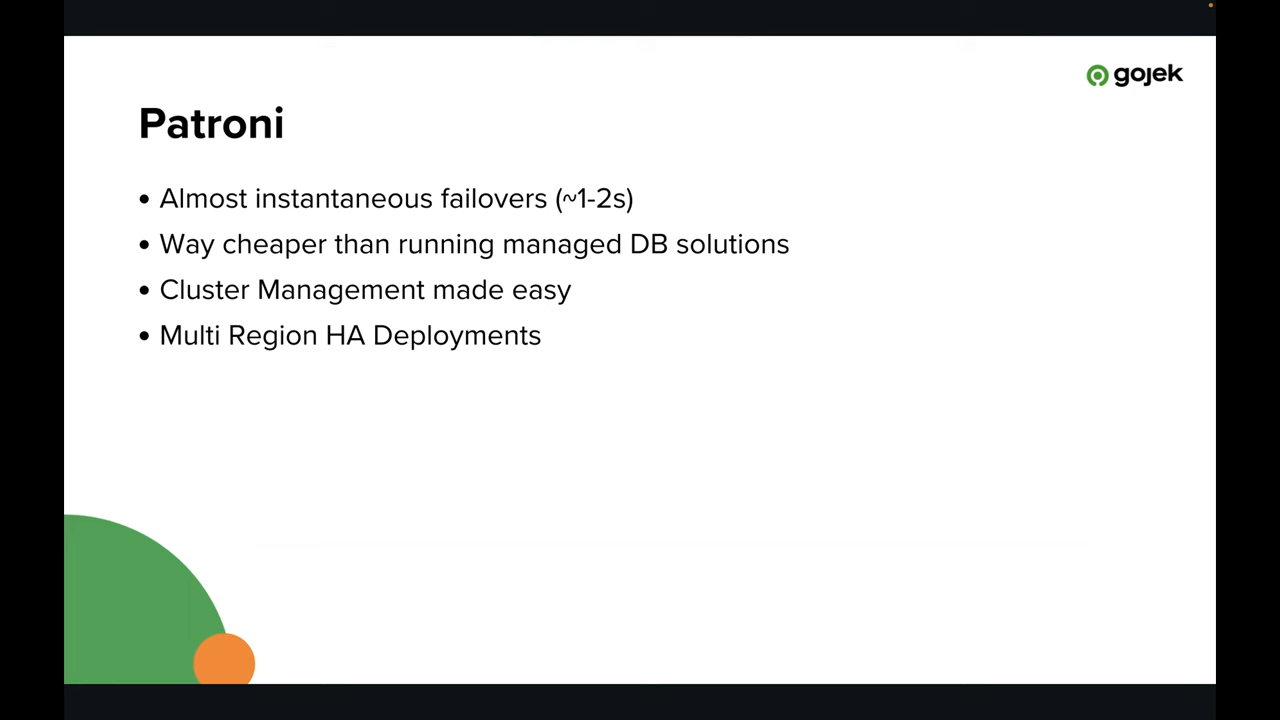 gojek
Patroni
• Almost instantaneous failovers (~1-2s)
• Way cheaper than running managed DB solutions
• Cluster Management made easy
• Multi Region HA Deployments